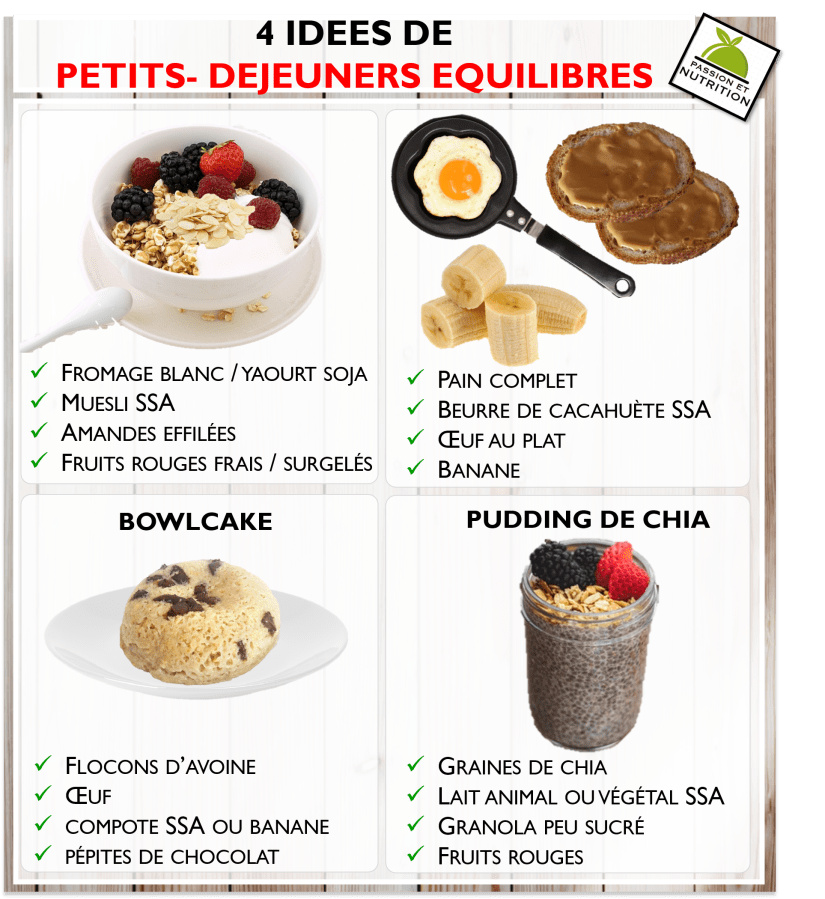 4 IDEES DE
PETITS- DEJEUNERS EQUILIBRES
PASSION ET
NUTRITION
FROMAGE BLANC / YAOURT SOJA
MUESLI SSA
AMANDES EFFILÉES
FRUITS ROUGES FRAIS / SURGELÉS
PAIN COMPLET
BEURRE DE CACAHUÈTE SSA
ŒUF AU PLAT
BANANE
BOWLCAKE
FLOCONS D'AVOINE
ŒUF
COMPOTE SSA OU BANANE
PÉPITES DE CHOCOLAT
PUDDING DE CHIA
GRAINES DE CHIA
LAIT ANIMAL OU VÉGÉTAL SSA
GRANOLA PEU SUCRÉ
FRUITS ROUGES